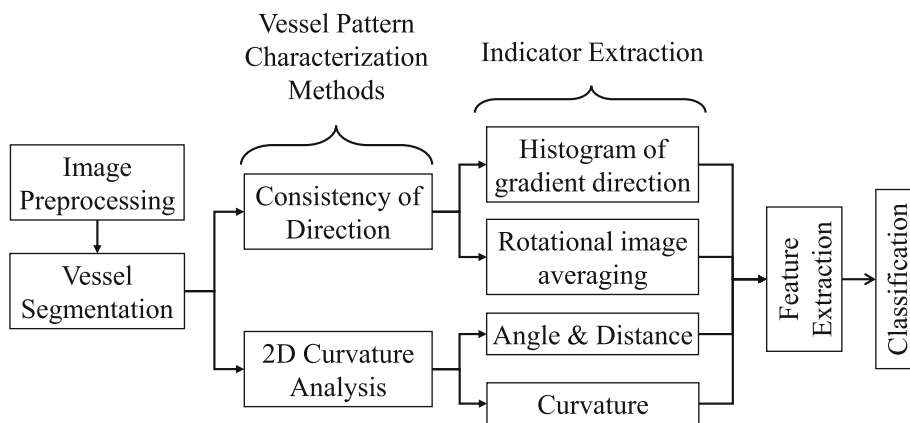 Vessel Pattern
Characterization
Methods
Indicator Extraction
Image
Preprocessing
Vessel
Segmentation
Consistency of
Direction
2D Curvature
Analysis
Histogram of
gradient direction
Rotational image
averaging
Angle & Distance
Curvature
Feature
Extraction
Classification